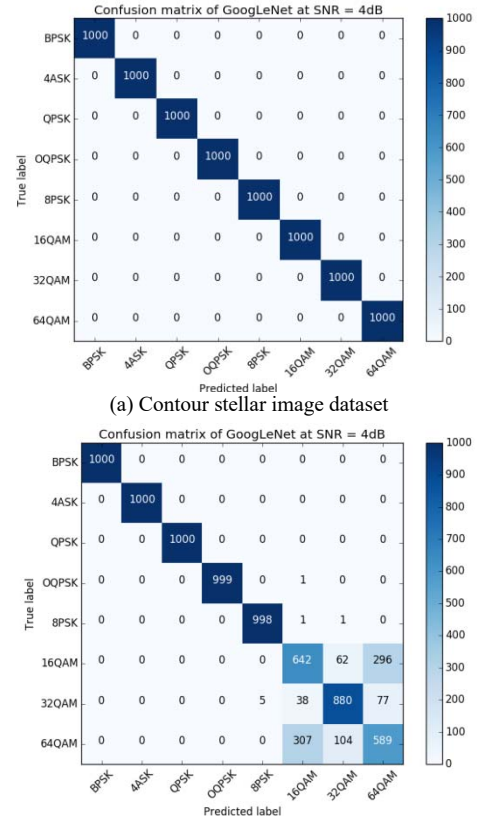 Confusion matrix of GoogLeNet at SNR = 4dB
BPSK 1000 0 0 0 0 0 0 0 1000
900
4ASK 0 1000 0 0 0 0 0 0 800
QPSK 0 0 1000 0 0 0 0 0 700
OQPSK 0 0 0 1000 0 0 0 0 600
True label
500
8PSK 0 0 0 0 1000 0 0 0 400
16QAM 0 0 0 0 0 1000 0 0 300
32QAM 0 0 0 0 0 0 1000 0 200
100
64QAM 0 0 0 0 0 0 0 1000 0
BPSK 4ASK QPSK OQPSK 8PSK 16QAM 32QAM 64QAM
Predicted label
(a) Contour stellar image dataset
Confusion matrix of GoogLeNet at SNR = 4dB
BPSK 1000 0 0 0 0 0 0 0 1000
900
4ASK 0 1000 0 0 0 0 0 0 800
QPSK 0 0 1000 0 0 0 0 0 700
OQPSK 0 0 0 999 0 1 0 0 600
True label
500
8PSK 0 0 0 0 998 1 1 0 400
16QAM 0 0 0 0 0 642 62 296 300
32QAM 0 0 0 0 5 38 880 77 200
100
64QAM 0 0 0 0 0 307 104 589 0
BPSK 4ASK QPSK OQPSK 8PSK 16QAM 32QAM 64QAM
Predicted label